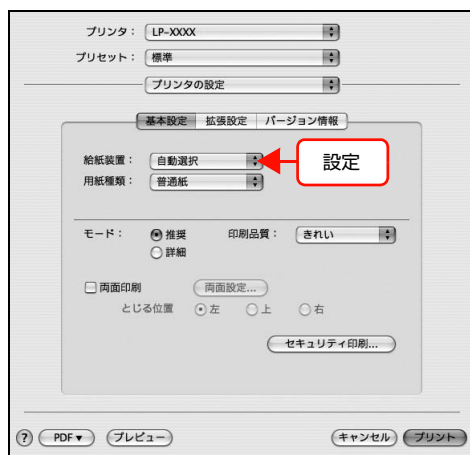 プリンタ： LP-XXXX
プリセット： 標準
プリンタの設定
基本設定 拡張設定 バージョン情報
給紙装置： 自動選択 設定
用紙種類： 普通紙
モード： 推奨 印刷品質： きれい
詳細
両面印刷 両面設定...
とじる位置 左 上 右
セキュリティ印刷...
? PDF▼ プレビュー キャンセル プリント